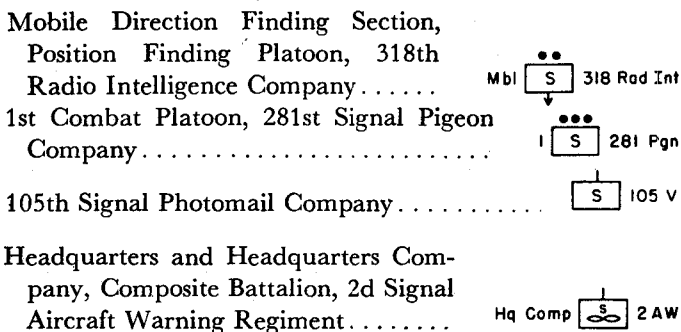 Mobile Direction Finding Section,
Position Finding Platoon, 318th
Radio Intelligence Company......
Mbl S 318 Rad Int
1st Combat Platoon, 281st Signal Pigeon
Company..........................
1 S 281 Pgn
105th Signal Photomail Company............
S 105 V
Headquarters and Headquarters Com-
pany, Composite Battalion, 2d Signal
Aircraft Warning Regiment........
Hq Comp S 2 AW